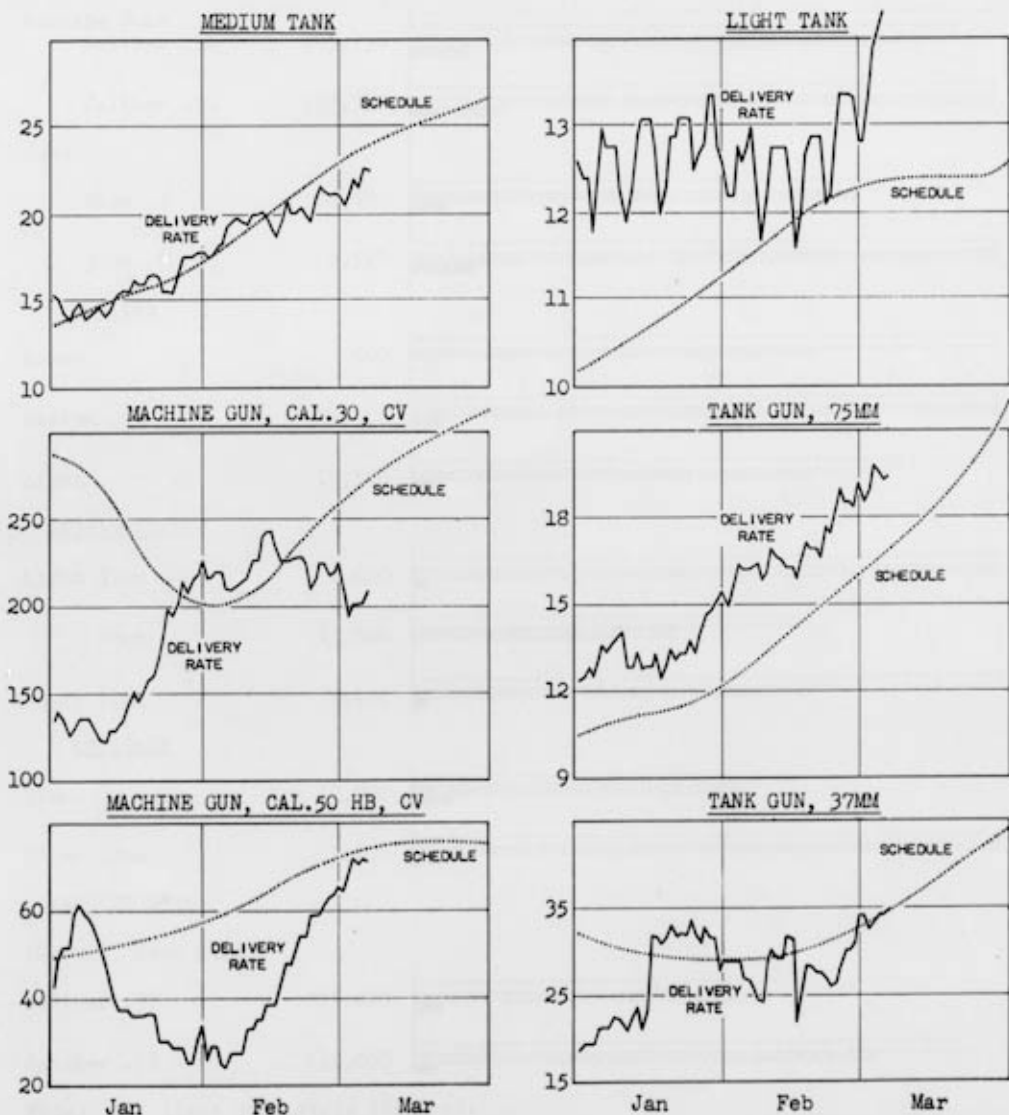 MEDIUM TANK
LIGHT TANK
25
20
15
10
SCHEDULE
DELIVERY
RATE
13
12
11
10
DELIVERY
RATE
SCHEDULE
MACHINE GUN, CAL.30, CV
TANK GUN, 75MM
250
200
150
100
SCHEDULE
DELIVERY
RATE
18
15
12
9
DELIVERY
RATE
SCHEDULE
MACHINE GUN, CAL.50 HB, CV
TANK GUN, 37MM
60
40
20
SCHEDULE
DELIVERY
RATE
35
25
15
SCHEDULE
DELIVERY
RATE
Jan Feb Mar
Jan Feb Mar